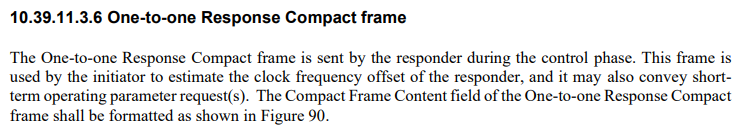 10.39.11.3.6 One-to-one Response Compact frame
The One-to-one Response Compact frame is sent by the responder during the control phase. This frame is
used by the initiator to estimate the clock frequency offset of the responder, and it may also convey short-
term operating parameter request(s). The Compact Frame Content field of the One-to-one Response Compact
frame shall be formatted as shown in Figure 90.